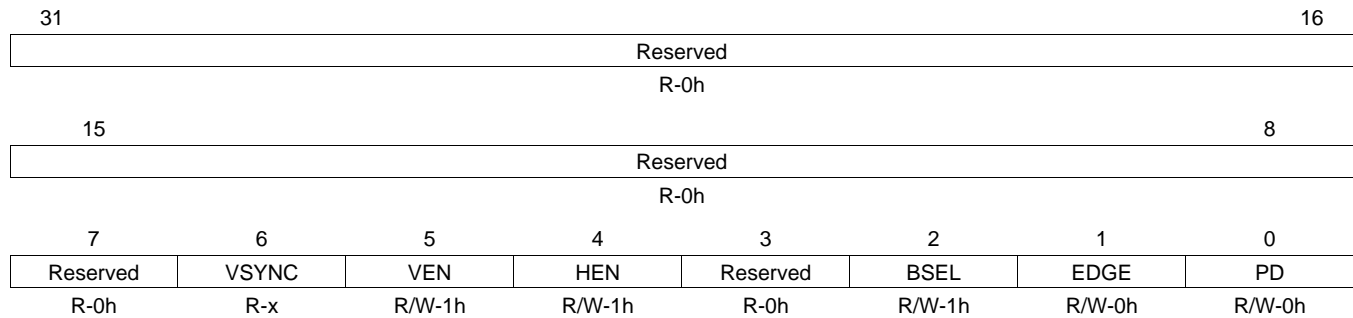 31 16
Reserved
R-0h
15 8
Reserved
R-0h
7 6 5 4 3 2 1 0
Reserved VSYNC VEN HEN Reserved BSEL EDGE PD
R-0h R-x R/W-1h R/W-1h R-0h R/W-1h R/W-0h R/W-0h